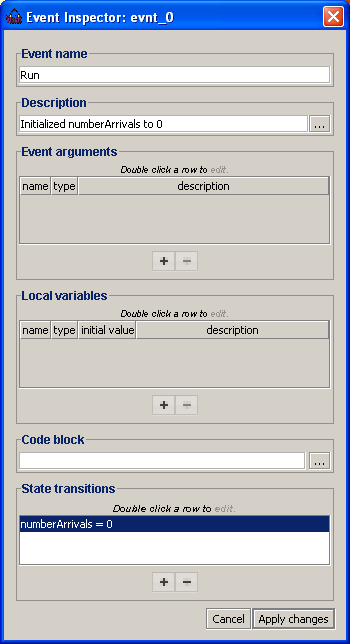 Event Inspector: evnt_0
Event name
Run
Description
Initialized numberArrivals to 0
...
Event arguments
Double click a row to edit.
name type description
+ −
Local variables
Double click a row to edit.
name type initial value description
+ −
Code block
...
State transitions
Double click a row to edit.
numberArrivals = 0
+ −
Cancel Apply changes